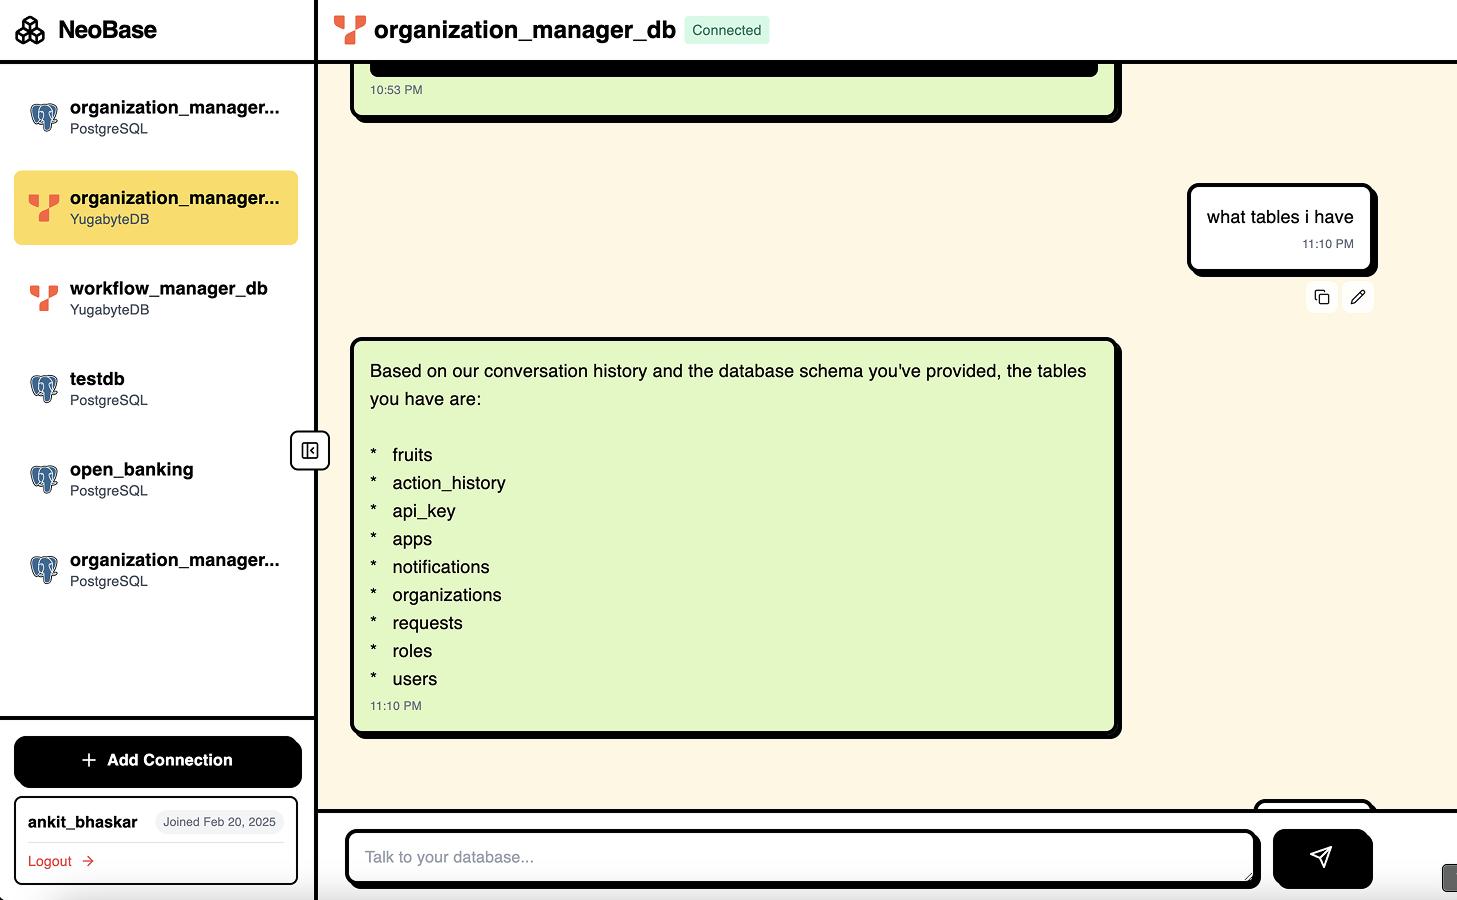 NeoBase
organization_manager_db
Connected
organization_manager...
PostgreSQL
organization_manager...
YugabyteDB
workflow_manager_db
YugabyteDB
testdb
PostgreSQL
open_banking
PostgreSQL
organization_manager...
PostgreSQL
+ Add Connection
ankit_bhaskar
Joined Feb 20, 2025
Logout →
10:53 PM
what tables i have
11:10 PM
Based on our conversation history and the database schema you've provided, the tables
you have are:
* fruits
* action_history
* api_key
* apps
* notifications
* organizations
* requests
* roles
* users
11:10 PM
Talk to your database...